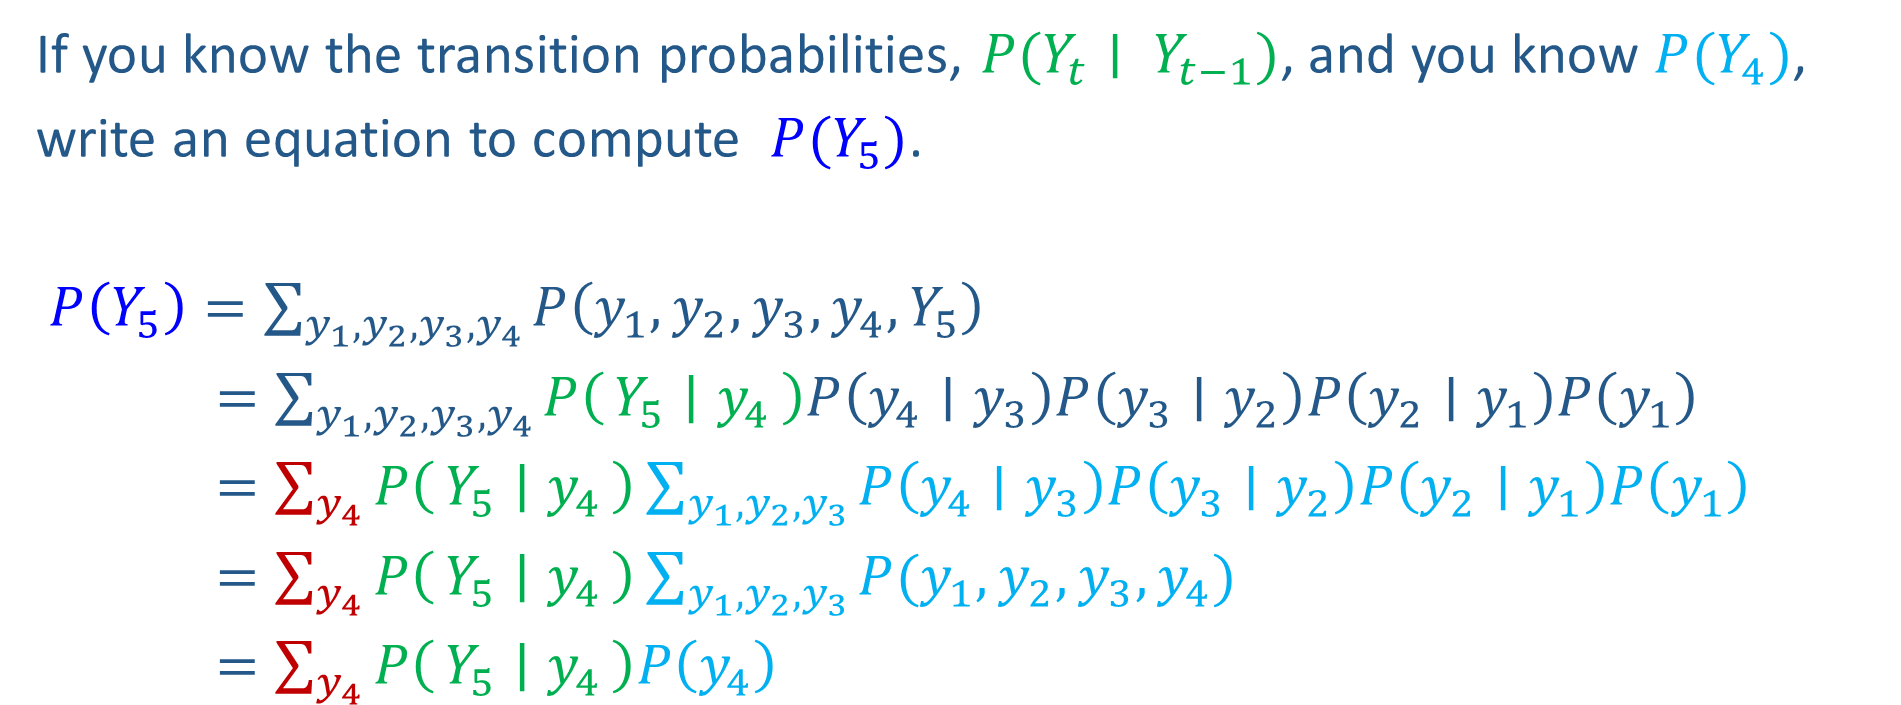 If you know the transition probabilities, P(Y_t | Y_{t−1}), and you know P(Y_4),
write an equation to compute P(Y_5).
P(Y_5) = ∑_{y_1,y_2,y_3,y_4} P(y_1, y_2, y_3, y_4, Y_5)
= ∑_{y_1,y_2,y_3,y_4} P(Y_5 | y_4)P(y_4 | y_3)P(y_3 | y_2)P(y_2 | y_1)P(y_1)
= ∑_{y_4} P(Y_5 | y_4) ∑_{y_1,y_2,y_3} P(y_4 | y_3)P(y_3 | y_2)P(y_2 | y_1)P(y_1)
= ∑_{y_4} P(Y_5 | y_4) ∑_{y_1,y_2,y_3} P(y_1, y_2, y_3, y_4)
= ∑_{y_4} P(Y_5 | y_4)P(y_4)